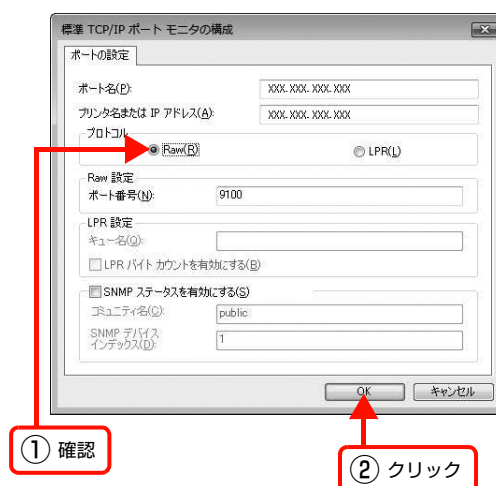 標準 TCP/IP ポート モニタの構成
ポートの設定
ポート名(P): XXX. XXX. XXX. XXX
プリンタ名または IP アドレス(A): XXX. XXX. XXX. XXX
プロトコル
Raw(R) LPR(L)
Raw 設定
ポート番号(N): 9100
LPR 設定
キュー名(Q):
LPR バイト カウントを有効にする(B)
SNMP ステータスを有効にする(S)
コミュニティ名(C): public
SNMP デバイス
インデックス(D): 1
OK キャンセル
① 確認
② クリック